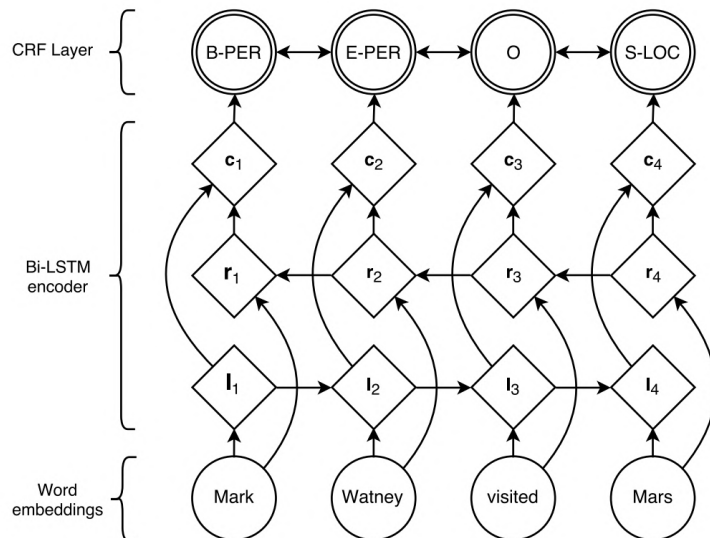 CRF Layer
B-PER E-PER O S-LOC
c1 c2 c3 c4
Bi-LSTM
encoder
r1 r2 r3 r4
l1 l2 l3 l4
Word
embeddings
Mark Watney visited Mars